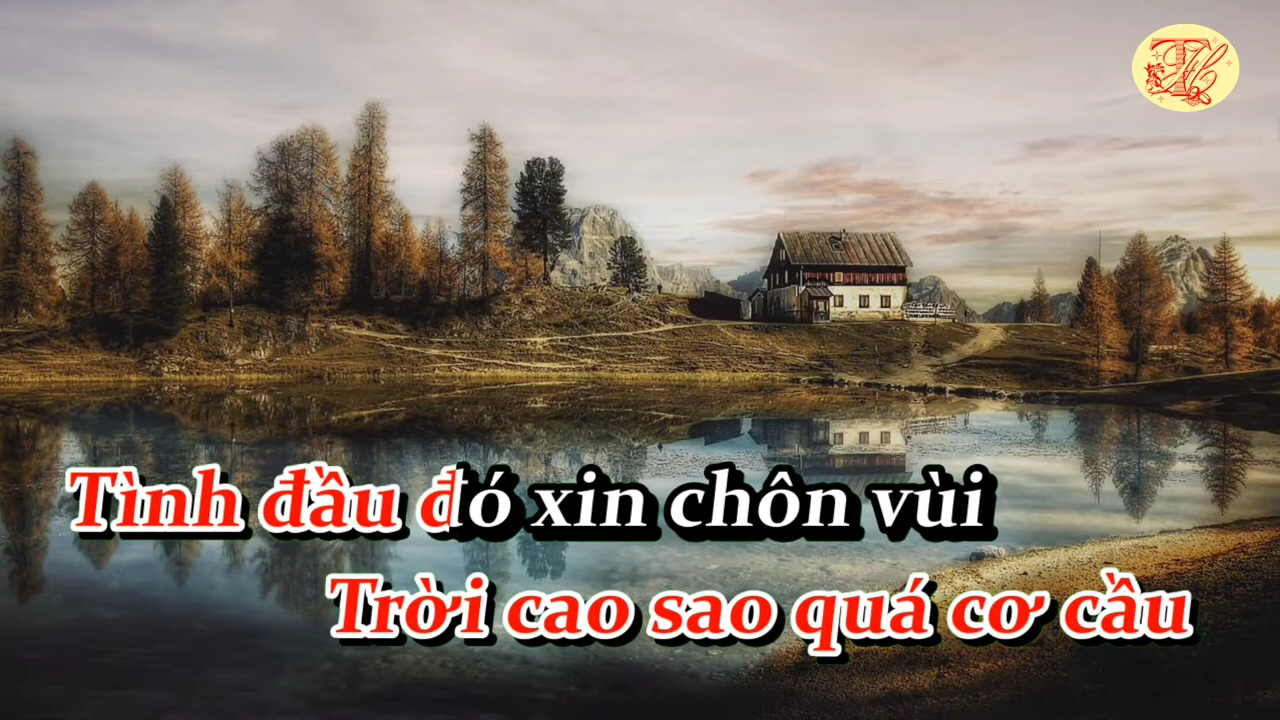 Tình đầu đó xin chôn vùi
Trời cao sao quá cơ cầu